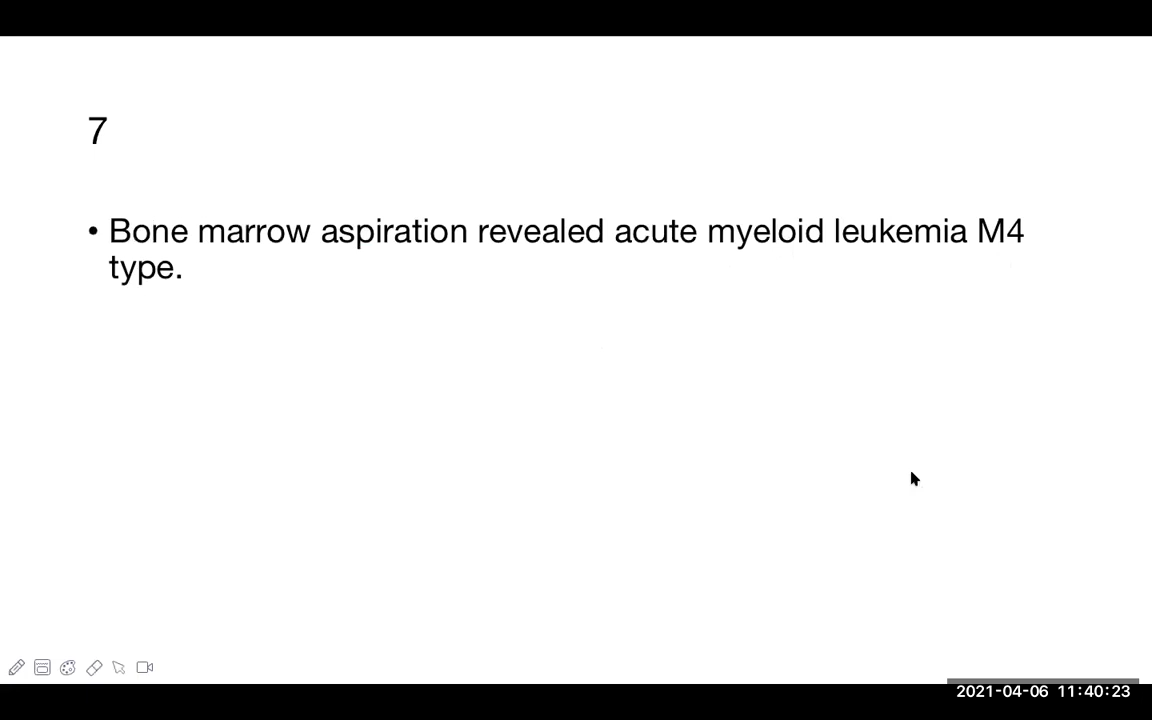 7
• Bone marrow aspiration revealed acute myeloid leukemia M4
type.
2021-04-06 11:40:23